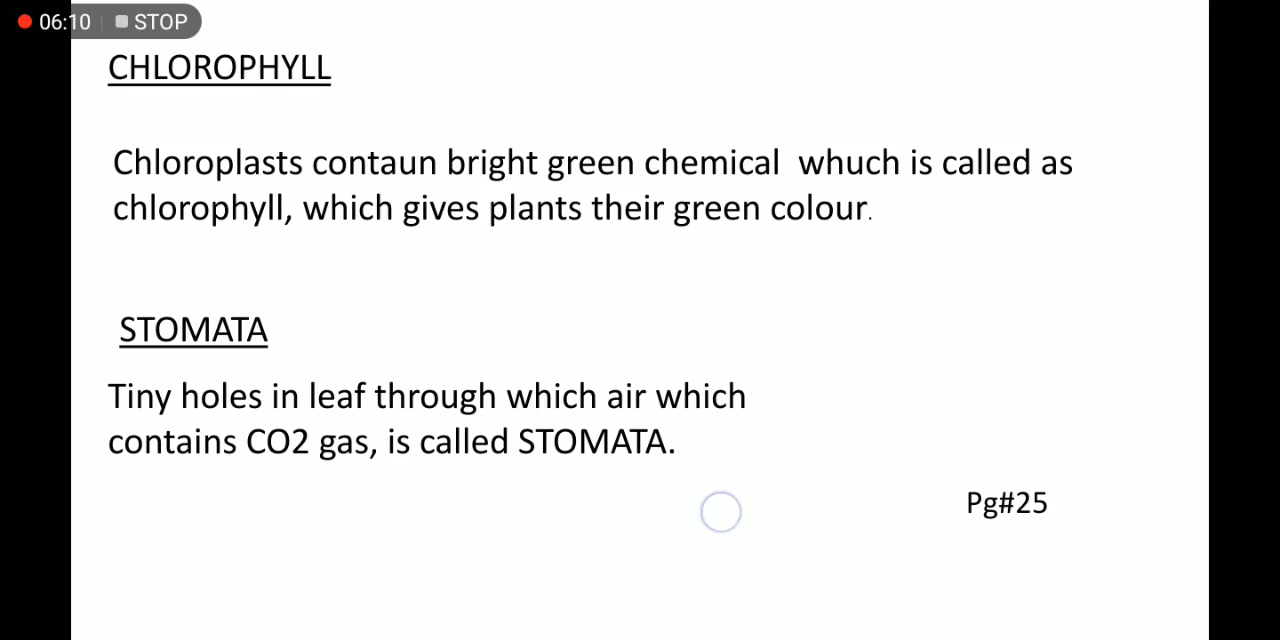 06:10 STOP
CHLOROPHYLL
Chloroplasts contaun bright green chemical whuch is called as
chlorophyll, which gives plants their green colour.
STOMATA
Tiny holes in leaf through which air which
contains CO2 gas, is called STOMATA.
Pg#25